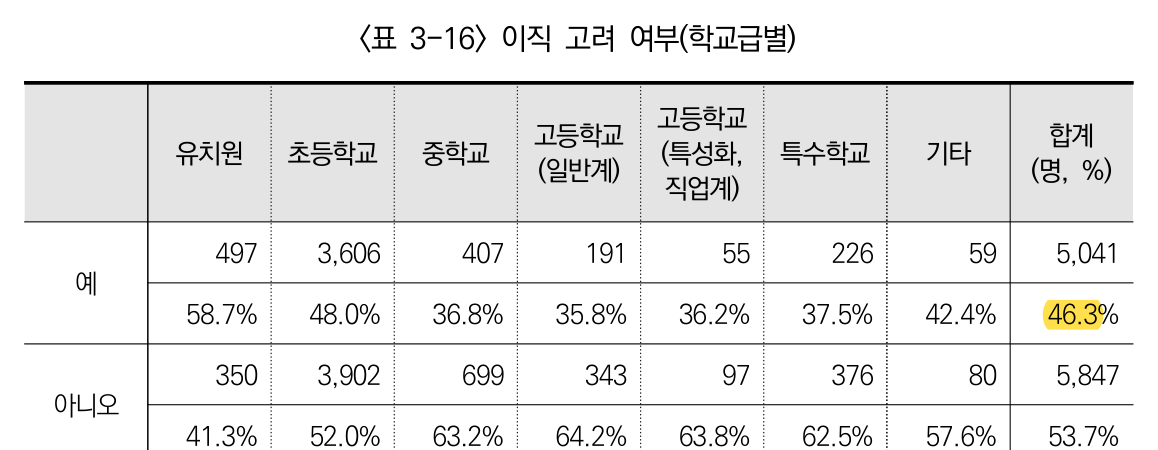 〈표 3-16〉 이직 고려 여부(학교급별)
유치원 초등학교 중학교 고등학교 (일반계) 고등학교 (특성화, 직업계) 특수학교 기타 합계 (명, %)
예 497 3,606 407 191 55 226 59 5,041
58.7% 48.0% 36.8% 35.8% 36.2% 37.5% 42.4% 46.3%
아니오 350 3,902 699 343 97 376 80 5,847
41.3% 52.0% 63.2% 64.2% 63.8% 62.5% 57.6% 53.7%